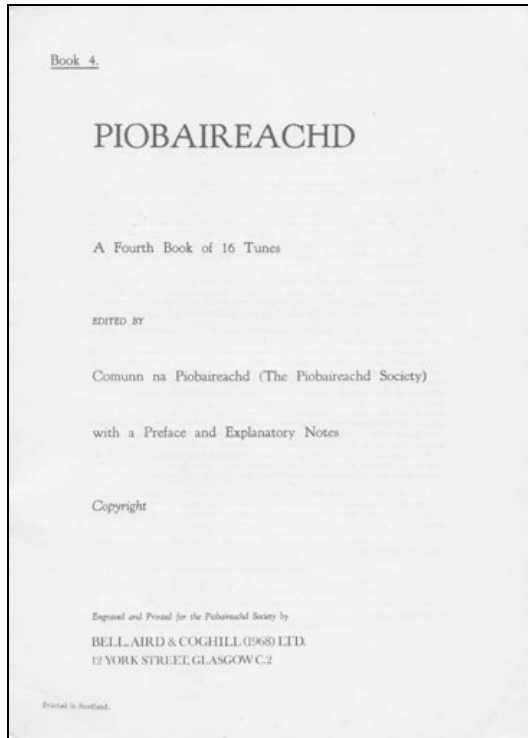 Book 4.
PIOBAIREACHD
A Fourth Book of 16 Tunes
EDITED BY
Comunn na Piobaireachd (The Piobaireachd Society)
with a Preface and Explanatory Notes
Copyright
Engraved and Printed for the Piobaireachd Society by
BELL, AIRD & COGHILL (1968) LTD.
12 YORK STREET, GLASGOW C.2
Printed in Scotland.